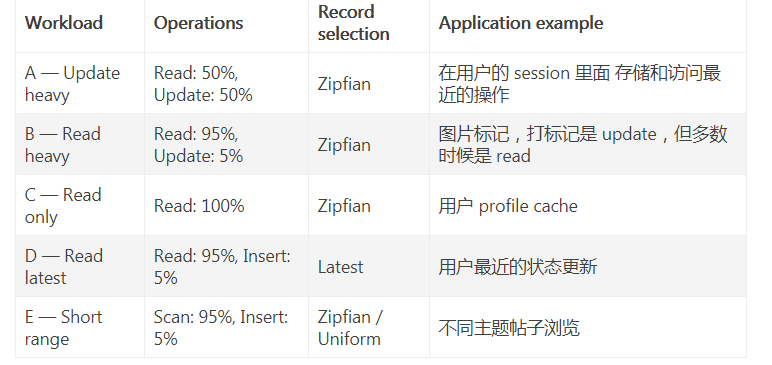 Workload Operations Record selection Application example
A — Update heavy Read: 50%, Update: 50% Zipfian 在用户的 session 里面 存储和访问最近的操作
B — Read heavy Read: 95%, Update: 5% Zipfian 图片标记，打标记是 update，但多数时候是 read
C — Read only Read: 100% Zipfian 用户 profile cache
D — Read latest Read: 95%, Insert: 5% Latest 用户最近的状态更新
E — Short range Scan: 95%, Insert: 5% Zipfian / Uniform 不同主题帖子浏览